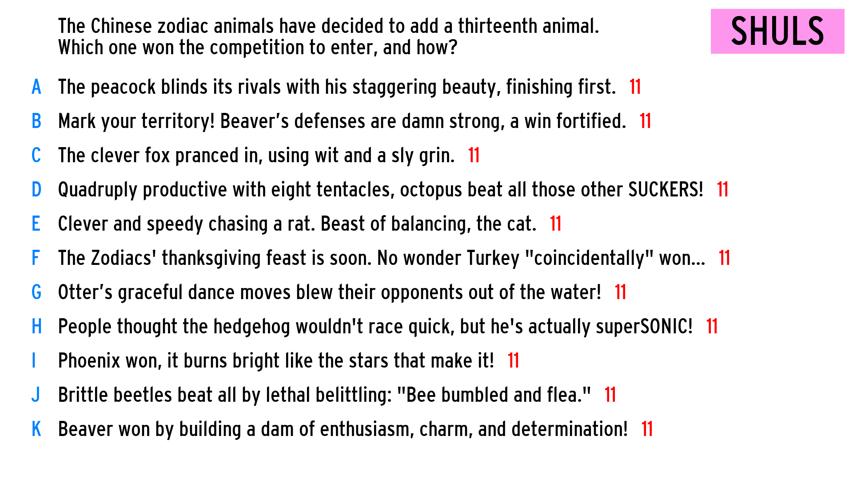 The Chinese zodiac animals have decided to add a thirteenth animal.
Which one won the competition to enter, and how?
SHULS
A The peacock blinds its rivals with his staggering beauty, finishing first. 11
B Mark your territory! Beaver's defenses are damn strong, a win fortified. 11
C The clever fox pranced in, using wit and a sly grin. 11
D Quadruply productive with eight tentacles, octopus beat all those other SUCKERS! 11
E Clever and speedy chasing a rat. Beast of balancing, the cat. 11
F The Zodiacs' thanksgiving feast is soon. No wonder Turkey "coincidentally" won... 11
G Otter's graceful dance moves blew their opponents out of the water! 11
H People thought the hedgehog wouldn't race quick, but he's actually superSONIC! 11
I Phoenix won, it burns bright like the stars that make it! 11
J Brittle beetles beat all by lethal belittling: "Bee bumbled and flea." 11
K Beaver won by building a dam of enthusiasm, charm, and determination! 11